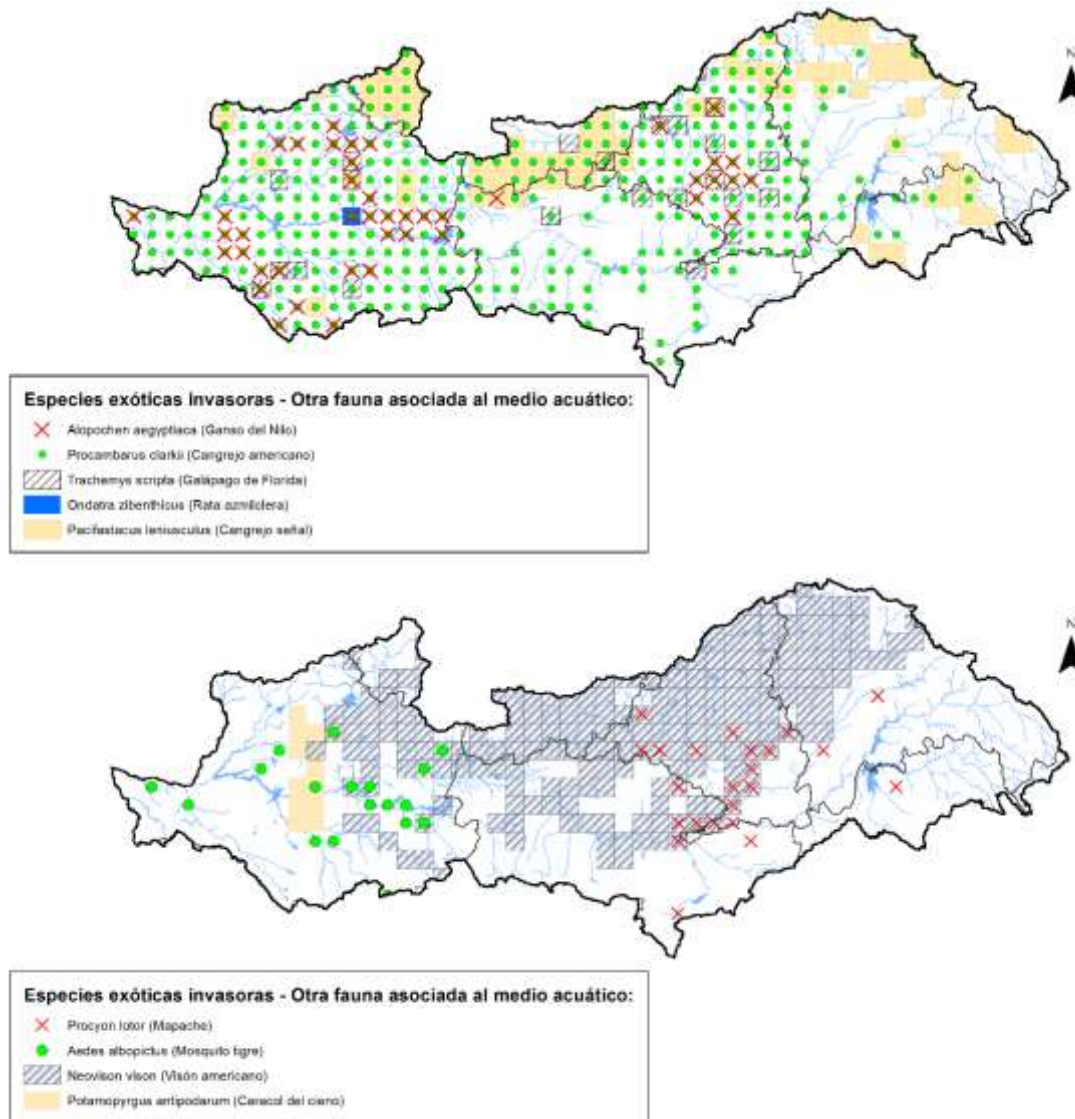 N
Especies exóticas invasoras - Otra fauna asociada al medio acuático:
Alopochen aegyptiaca (Ganso del Nilo)
Procambarus clarkii (Cangrejo americano)
Trachemys scripta (Galápago de Florida)
Ondatra zibenthicus (Rata azmilclera)
Pacifastacus leniusculus (Cangrejo señal)
N
Especies exóticas invasoras - Otra fauna asociada al medio acuático:
Procyon lotor (Mapache)
Aedes albopictus (Mosquito tigre)
Neovison vison (Visón americano)
Potamopyrgus antipodarum (Caracol del cieno)